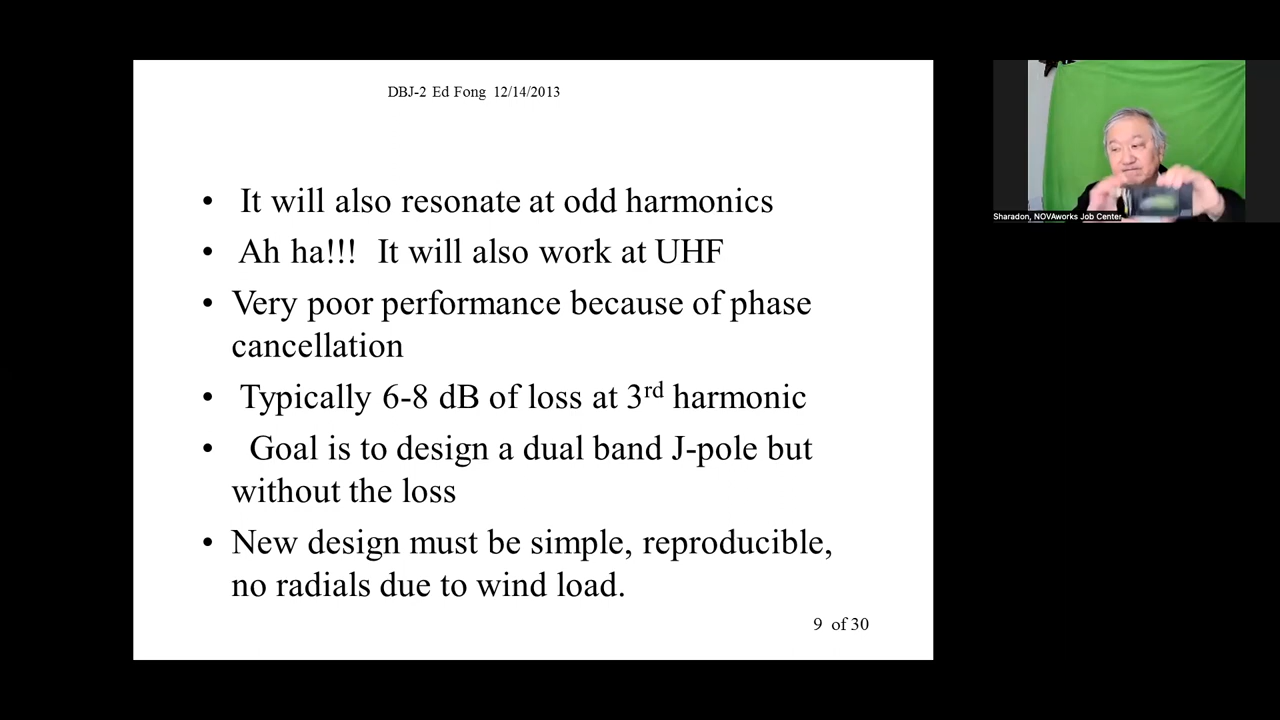 DBJ-2 Ed Fong 12/14/2013
• It will also resonate at odd harmonics
• Ah ha!!! It will also work at UHF
• Very poor performance because of phase
cancellation
• Typically 6-8 dB of loss at 3rd harmonic
• Goal is to design a dual band J-pole but
without the loss
• New design must be simple, reproducible,
no radials due to wind load.
9 of 30
Sharadon, NOVAworks Job Center